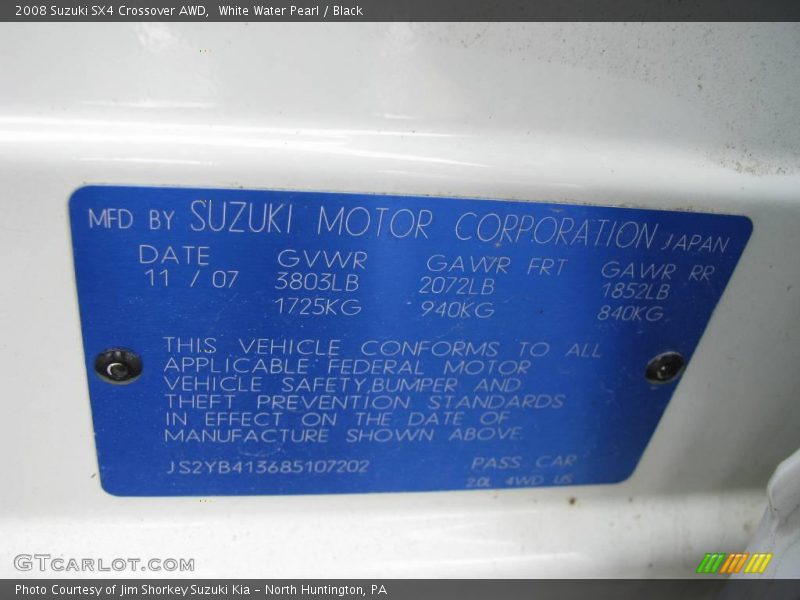 2008 Suzuki SX4 Crossover AWD,  White Water Pearl / Black
MFD BY SUZUKI MOTOR CORPORATION JAPAN
DATE GVWR GAWR FRT GAWR RR
11 / 07 3803LB 2072LB 1852LB
1725KG 940KG 840KG
THIS VEHICLE CONFORMS TO ALL
APPLICABLE FEDERAL MOTOR
VEHICLE SAFETY,BUMPER AND
THEFT PREVENTION STANDARDS
IN EFFECT ON THE DATE OF
MANUFACTURE SHOWN ABOVE.
JS2YB413685107202 PASS CAR
2.0L 4WD US
GTCARLOT.COM
Photo Courtesy of Jim Shorkey Suzuki Kia – North Huntington, PA